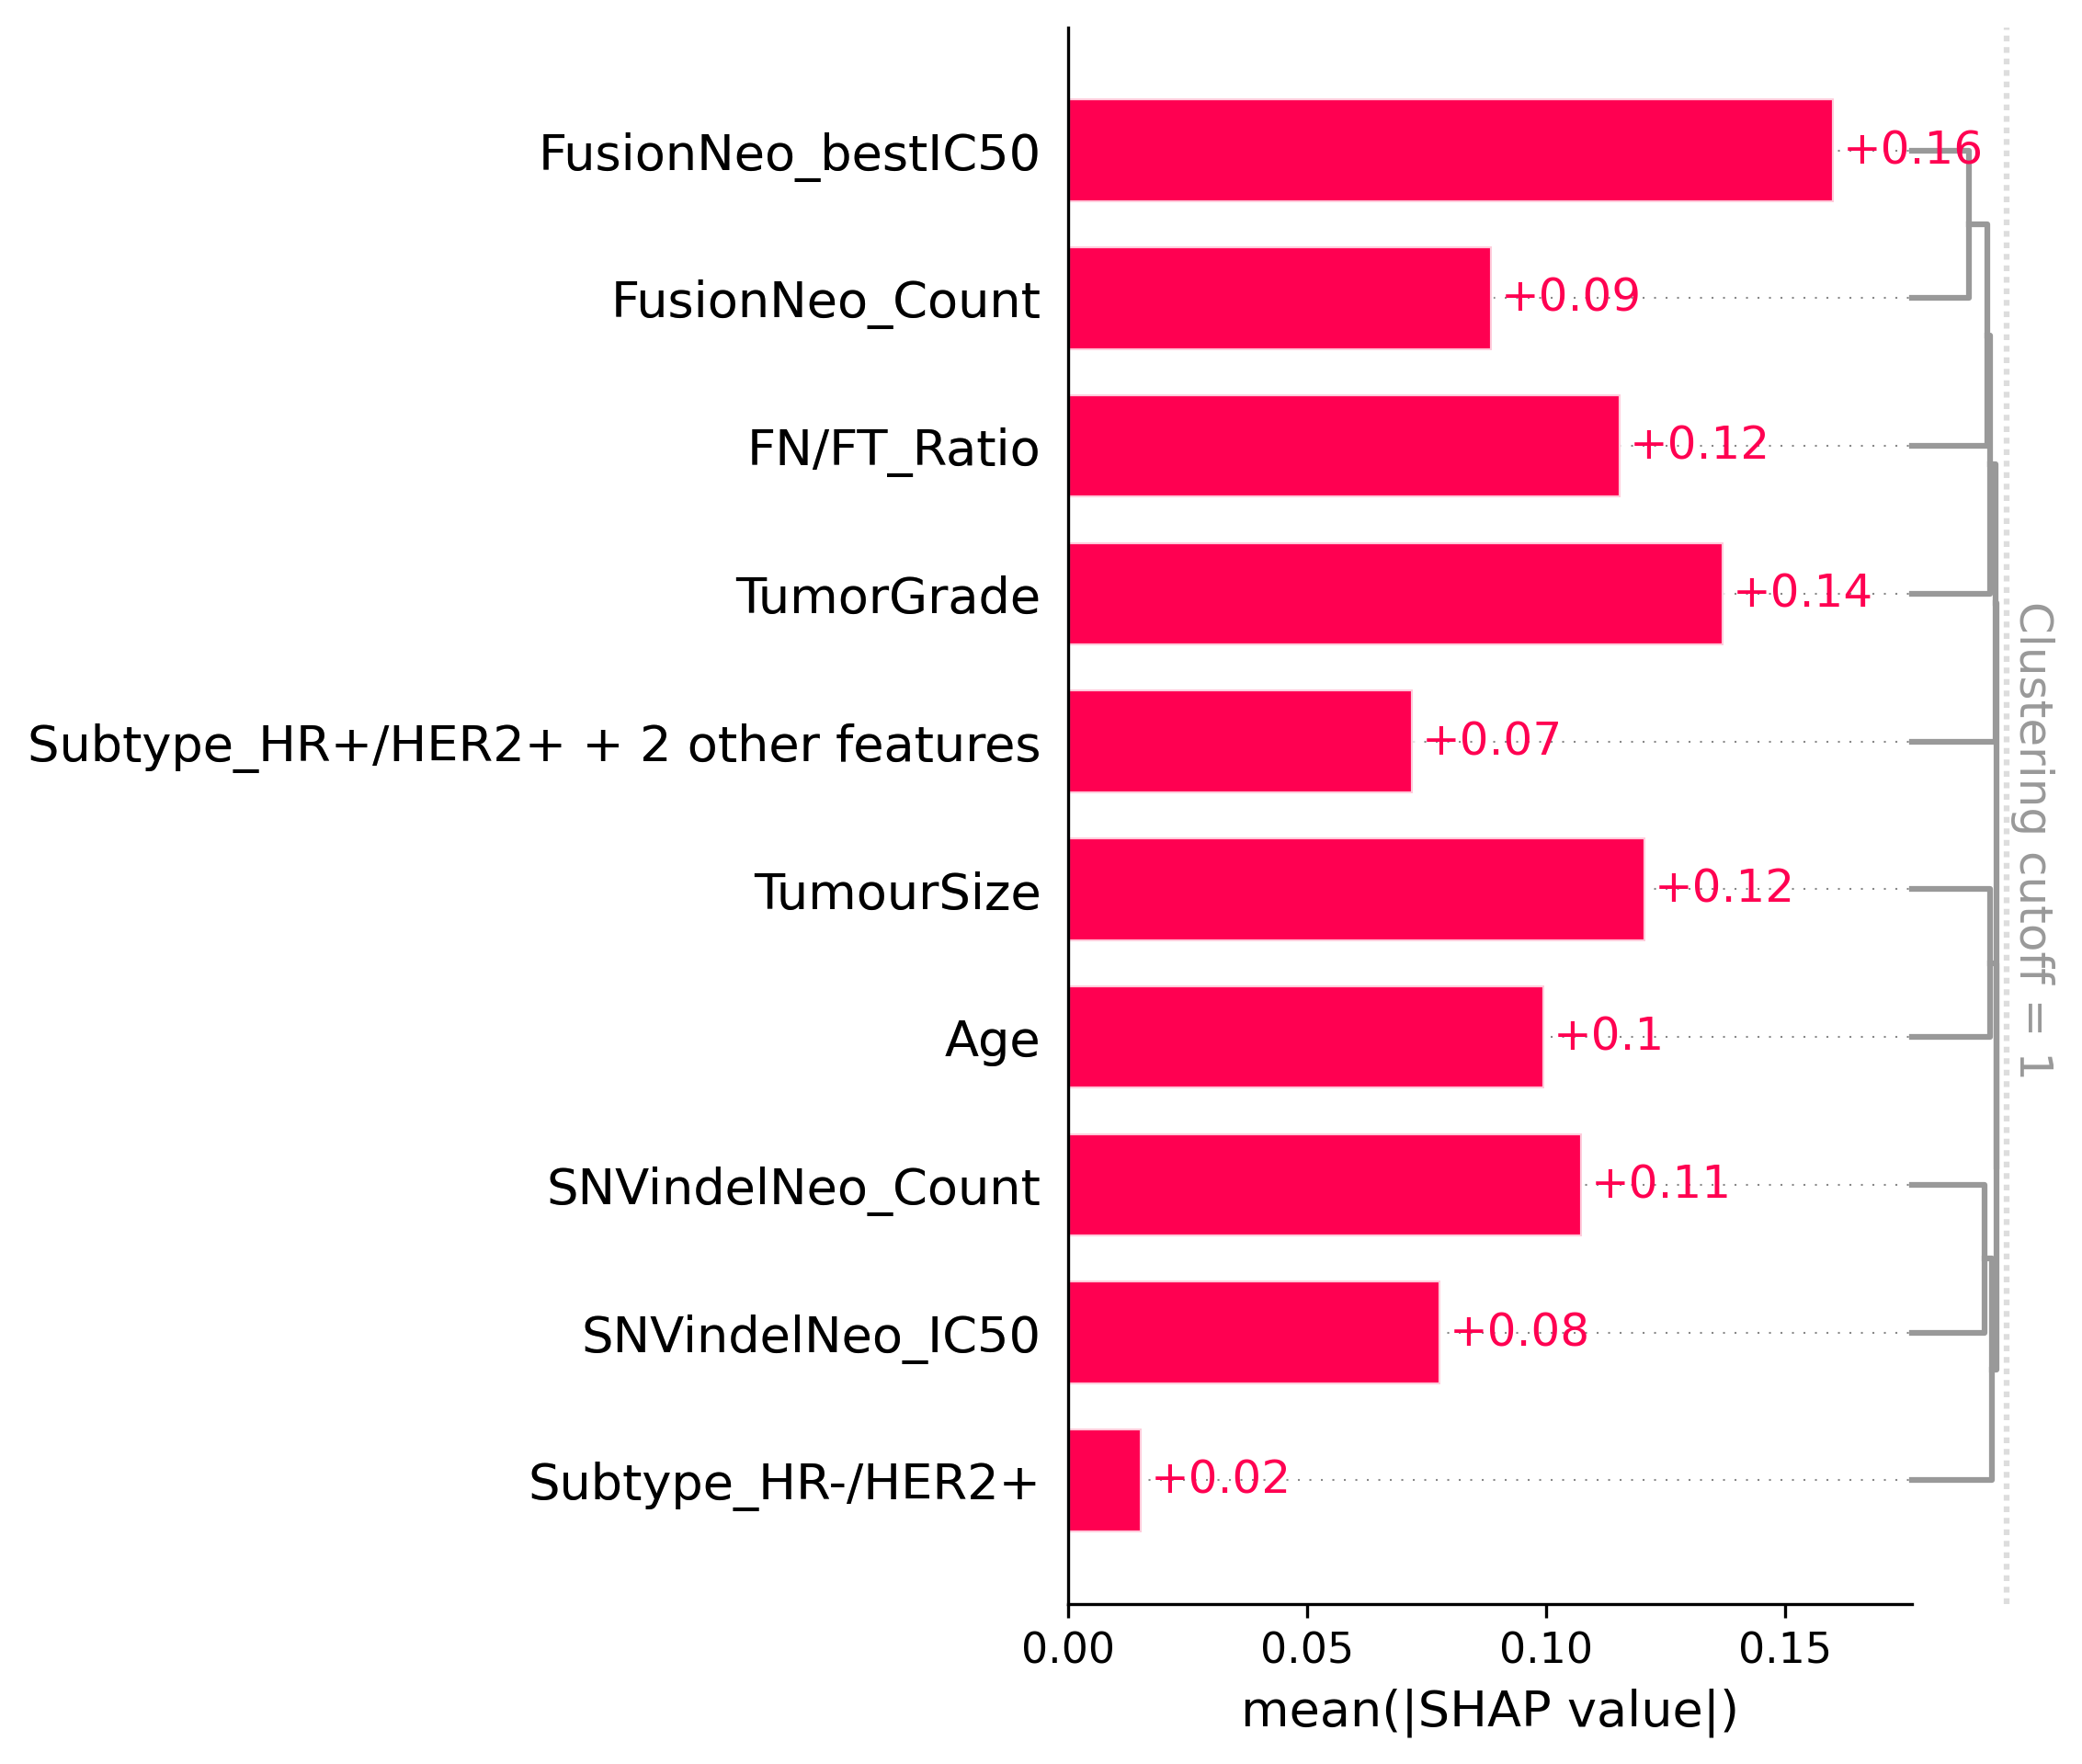 FusionNeo_bestIC50 +0.16
FusionNeo_Count +0.09
FN/FT_Ratio +0.12
TumorGrade +0.14
Subtype_HR+/HER2+ + 2 other features +0.07
TumourSize +0.12
Age +0.1
SNVindelNeo_Count +0.11
SNVindelNeo_IC50 +0.08
Subtype_HR-/HER2+ +0.02
Clustering cutoff = 1
0.00 0.05 0.10 0.15
mean(|SHAP value|)